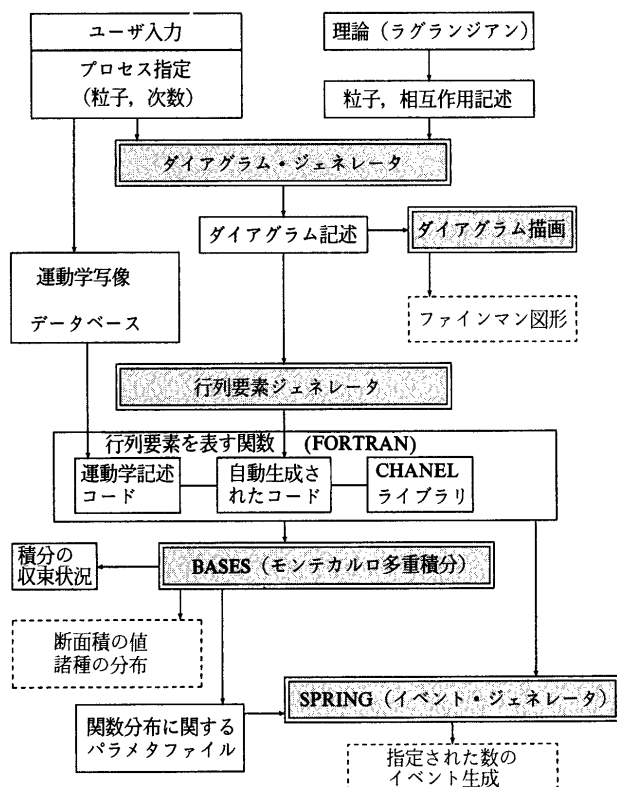 ユーザ入力
プロセス指定
(粒子, 次数)
理論 (ラグランジアン)
粒子, 相互作用記述
ダイアグラム・ジェネレータ
ダイアグラム記述
ダイアグラム描画
ファインマン図形
運動学写像
データベース
行列要素ジェネレータ
行列要素を表す関数 (FORTRAN)
運動学記述
コード
自動生成さ
れたコード
CHANEL
ライブラリ
積分の
収束状況
BASES (モンテカルロ多重積分)
断面積の値
諸種の分布
SPRING (イベント・ジェネレータ)
関数分布に関する
パラメタファイル
指定された数の
イベント生成